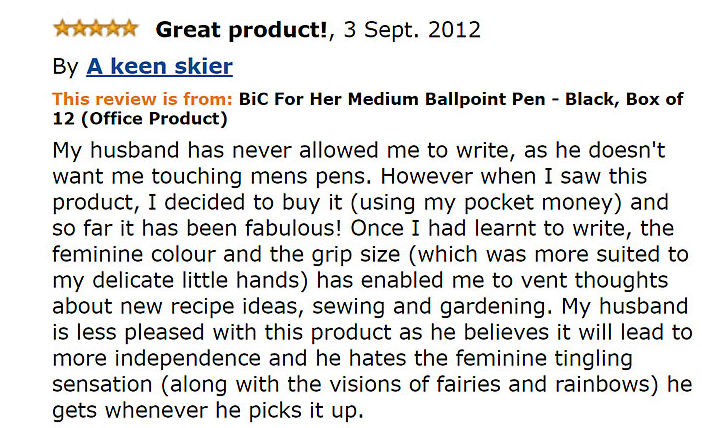 Great product!, 3 Sept. 2012
By A keen skier
This review is from: BiC For Her Medium Ballpoint Pen - Black, Box of
12 (Office Product)
My husband has never allowed me to write, as he doesn't
want me touching mens pens. However when I saw this
product, I decided to buy it (using my pocket money) and
so far it has been fabulous! Once I had learnt to write, the
feminine colour and the grip size (which was more suited to
my delicate little hands) has enabled me to vent thoughts
about new recipe ideas, sewing and gardening. My husband
is less pleased with this product as he believes it will lead to
more independence and he hates the feminine tingling
sensation (along with the visions of fairies and rainbows) he
gets whenever he picks it up.